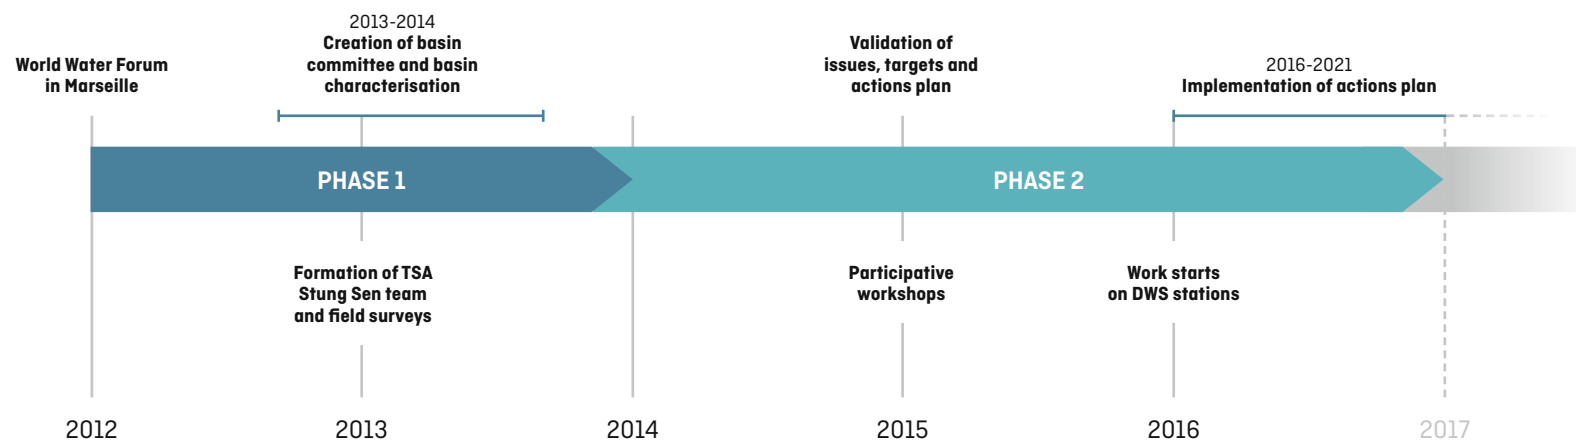 World Water Forum
in Marseille
2013-2014
Creation of basin
committee and basin
characterisation
Validation of
issues, targets and
actions plan
2016-2021
Implementation of actions plan
PHASE 1
PHASE 2
Formation of TSA
Stung Sen team
and field surveys
Participative
workshops
Work starts
on DWS stations
2012
2013
2014
2015
2016
2017